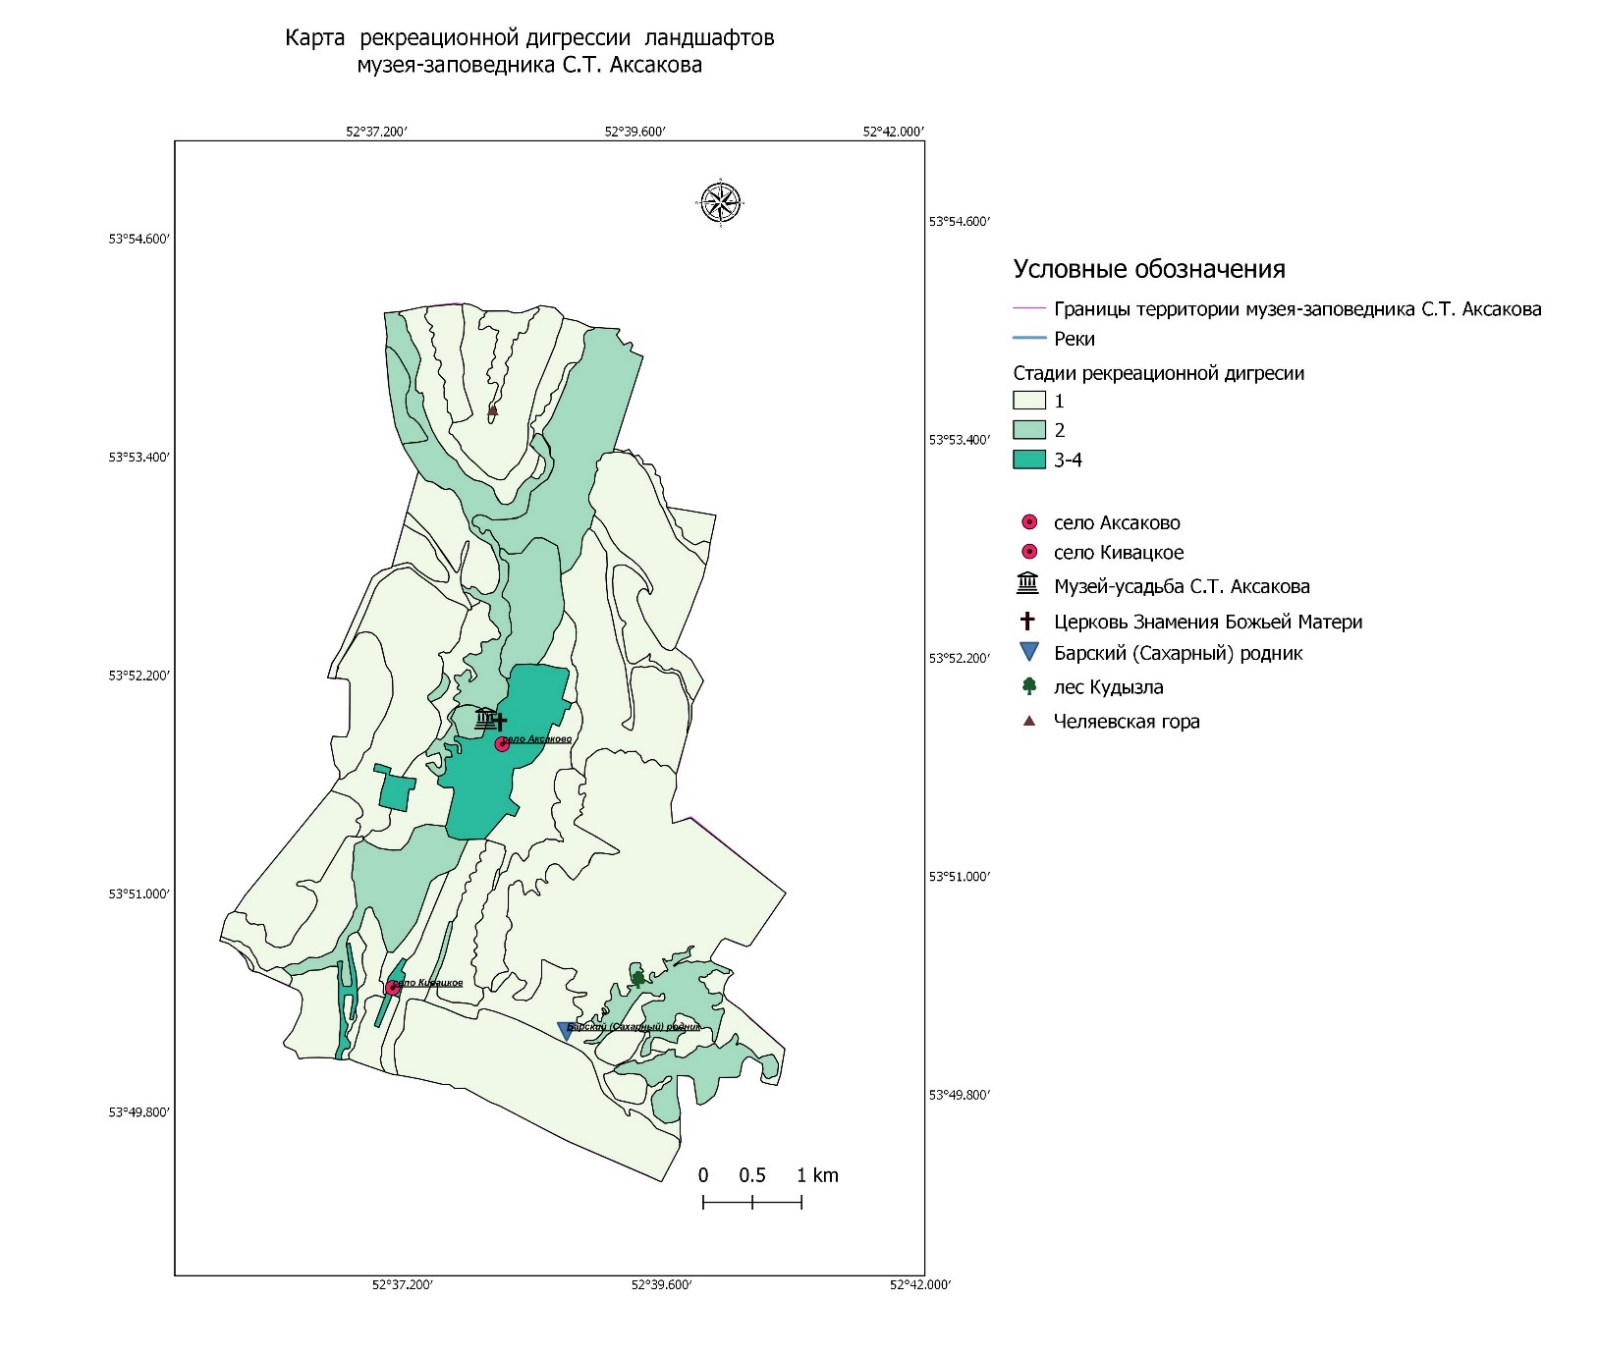 Карта рекреационной дигрессии ландшафтов
музея-заповедника С.Т. Аксакова
52°37.200′ 52°39.600′ 52°42.000′
53°54.600′ 53°54.600′
53°53.400′ 53°53.400′
53°52.200′ 53°52.200′
село Аксаково
53°51.000′ 53°51.000′
село Кивацкое
Барский (Сахарный) родник
53°49.800′ 53°49.800′
0 0.5 1 km
52°37.200′ 52°39.600′ 52°42.000′
Условные обозначения
Границы территории музея-заповедника С.Т. Аксакова
Реки
Стадии рекреационной дигресии
1
2
3-4
село Аксаково
село Кивацкое
Музей-усадьба С.Т. Аксакова
Церковь Знамения Божьей Матери
Барский (Сахарный) родник
лес Кудызла
Челяевская гора